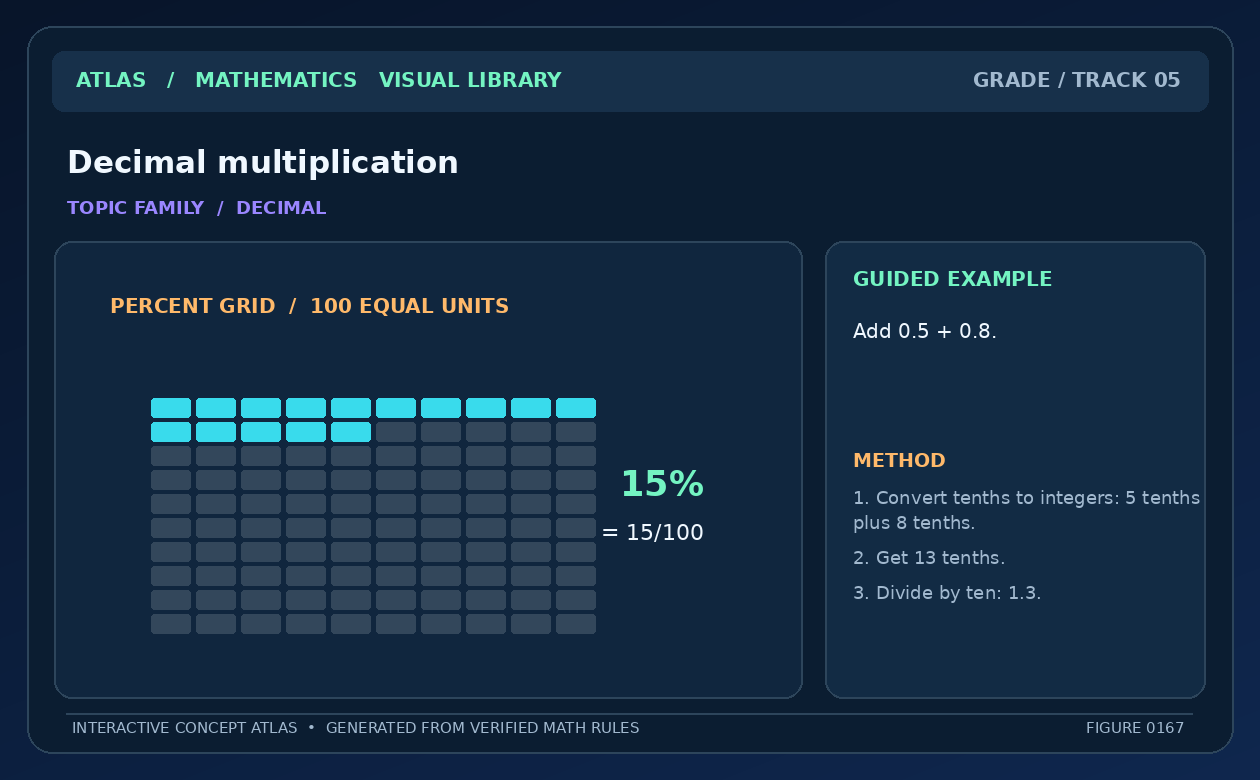 ATLAS / MATHEMATICS VISUAL LIBRARY
GRADE / TRACK 05
Decimal multiplication
TOPIC FAMILY / DECIMAL
PERCENT GRID / 100 EQUAL UNITS
15%
= 15/100
GUIDED EXAMPLE
Add 0.5 + 0.8.
METHOD
1. Convert tenths to integers: 5 tenths
plus 8 tenths.
2. Get 13 tenths.
3. Divide by ten: 1.3.
INTERACTIVE CONCEPT ATLAS • GENERATED FROM VERIFIED MATH RULES
FIGURE 0167